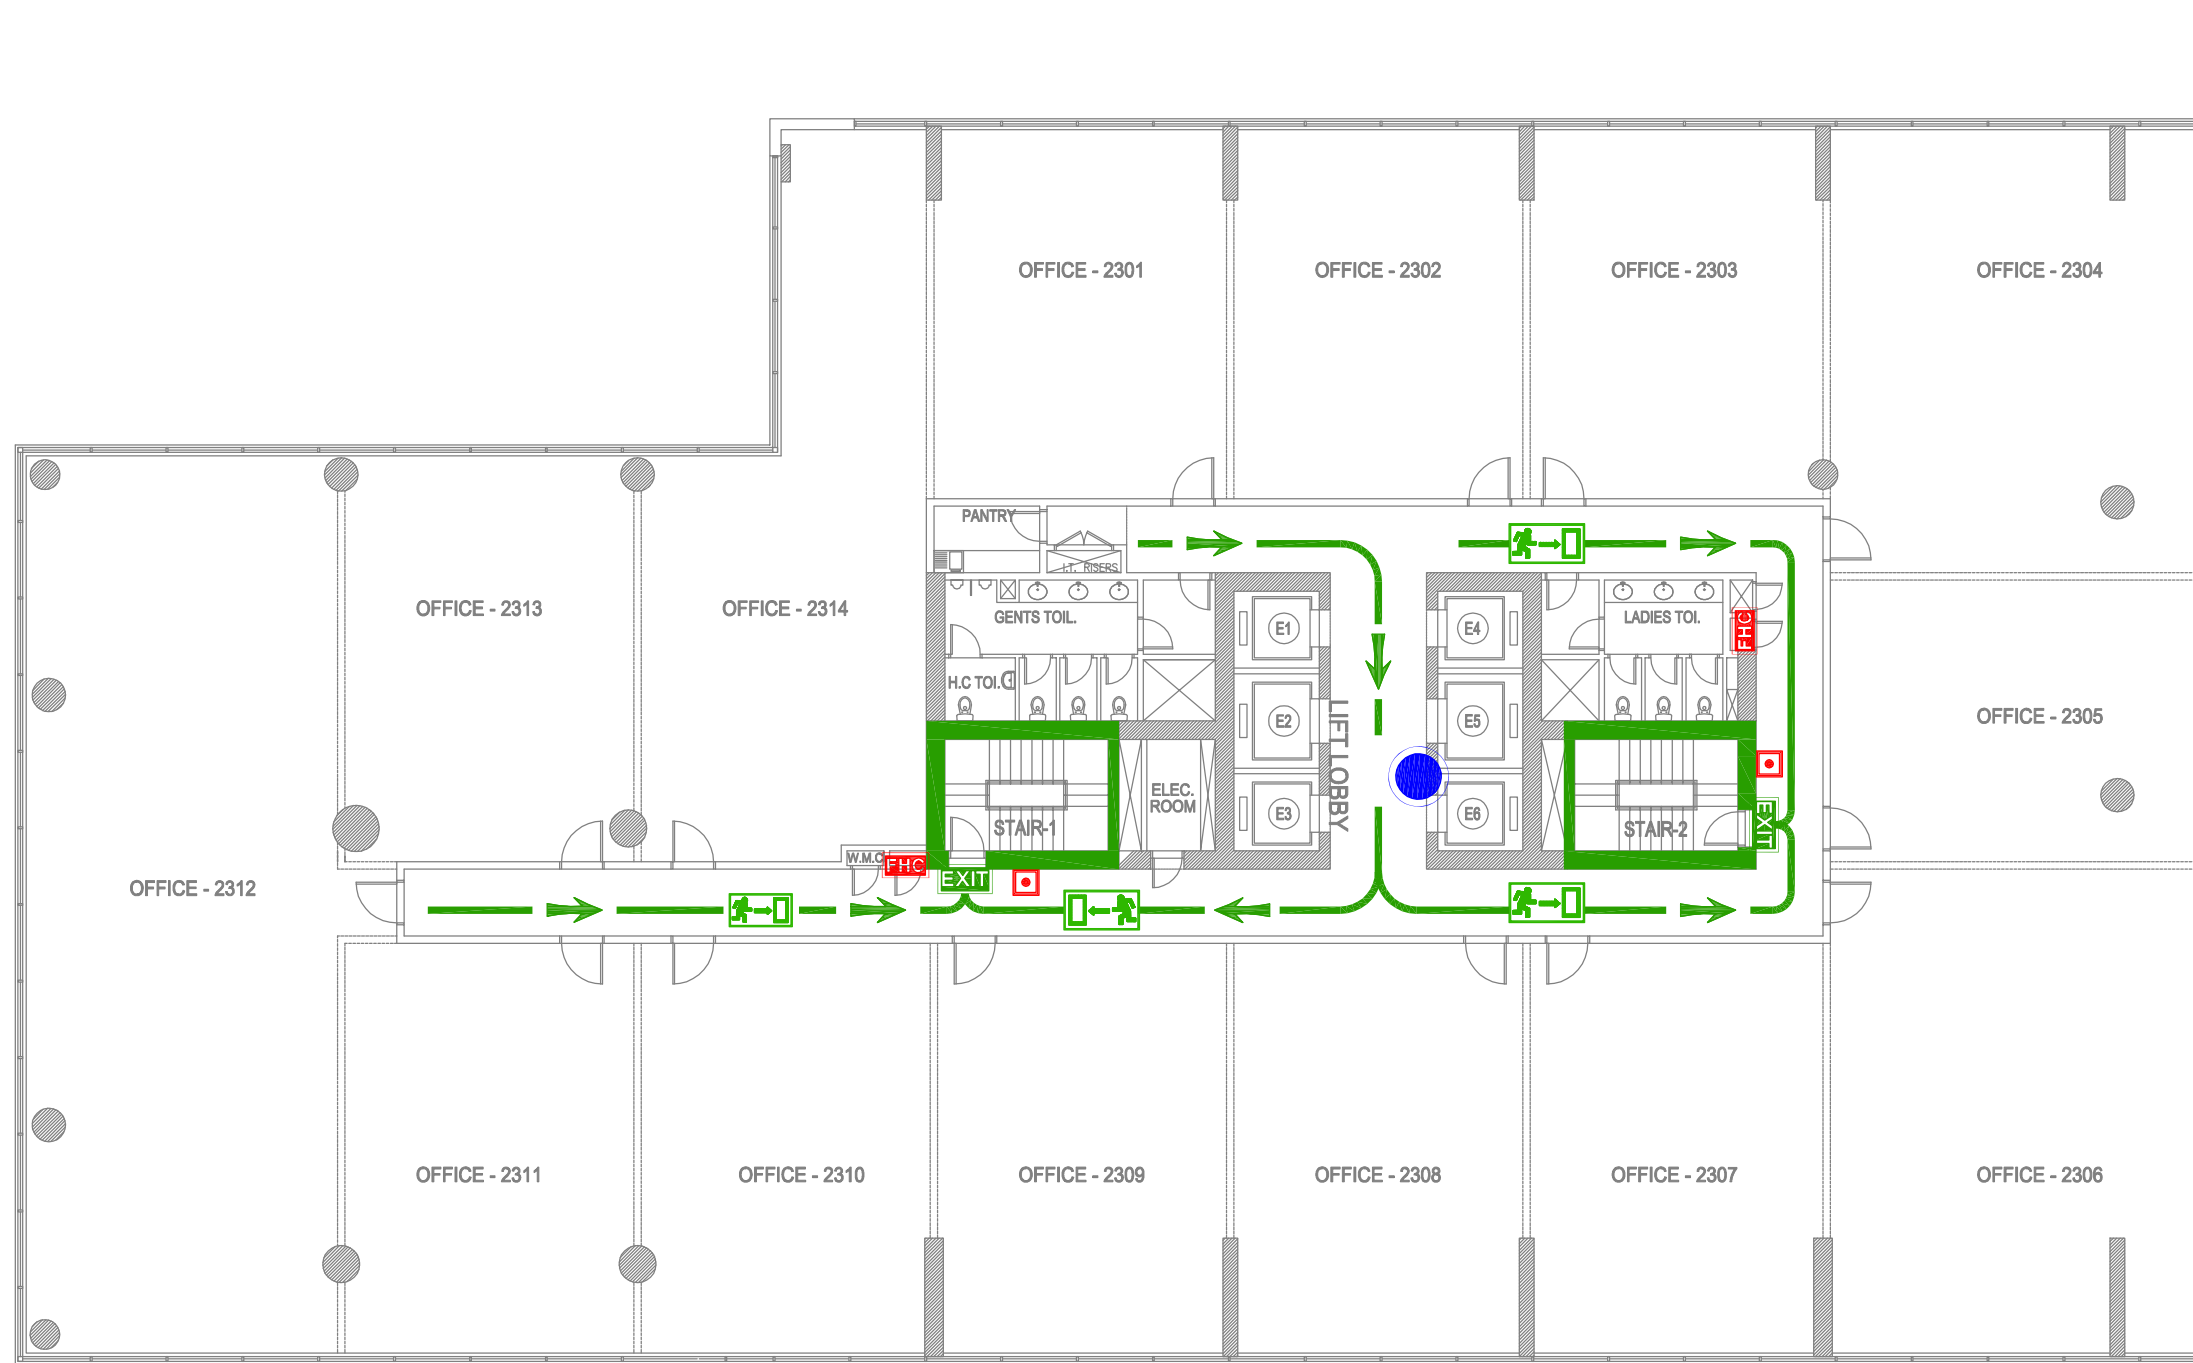 OFFICE - 2301
OFFICE - 2302
OFFICE - 2303
OFFICE - 2304
PANTRY
I.T. RISERS
OFFICE - 2313
OFFICE - 2314
GENTS TOIL.
E1
E4
LADIES TOI.
FHC
H.C TOI.
E2
LIFT LOBBY
E5
OFFICE - 2305
ELEC.
ROOM
STAIR-1
E3
E6
STAIR-2
EXIT
W.M.C
FHC
EXIT
OFFICE - 2312
OFFICE - 2311
OFFICE - 2310
OFFICE - 2309
OFFICE - 2308
OFFICE - 2307
OFFICE - 2306